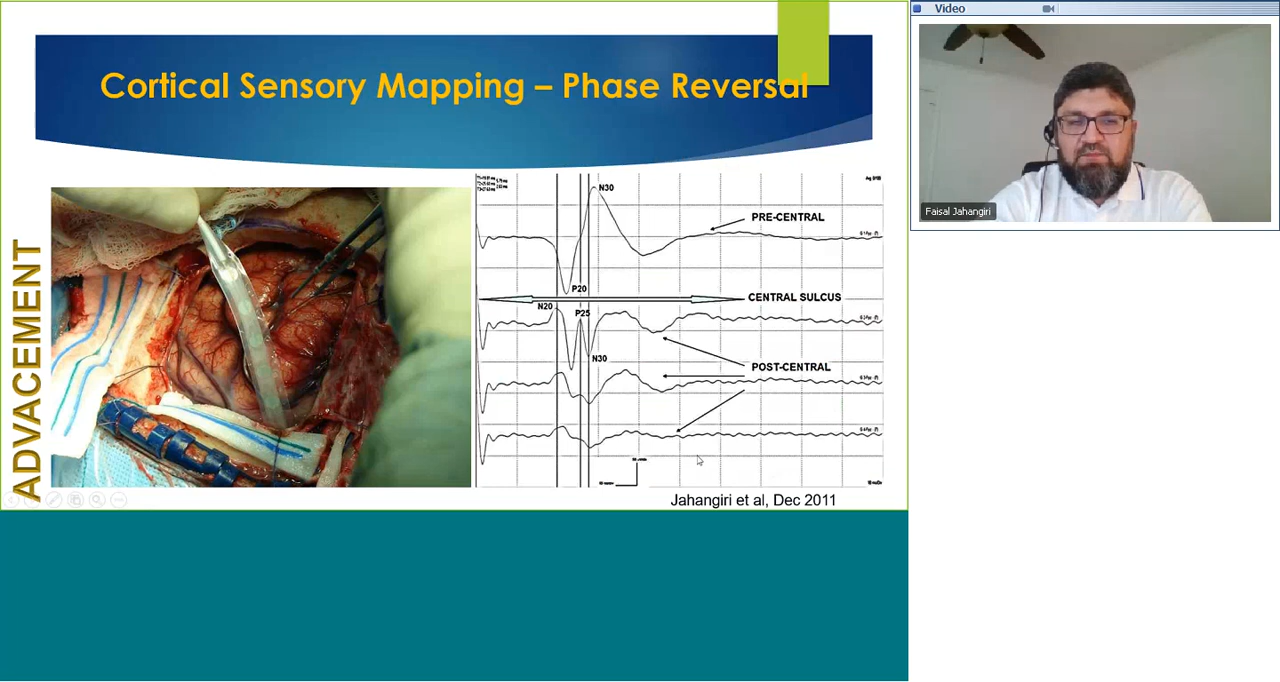 Cortical Sensory Mapping – Phase Reversal
ADVACEMENT
N30
PRE-CENTRAL
P20
CENTRAL SULCUS
N20
P25
N30
POST-CENTRAL
Jahangiri et al, Dec 2011
Video
Faisal Jahangiri